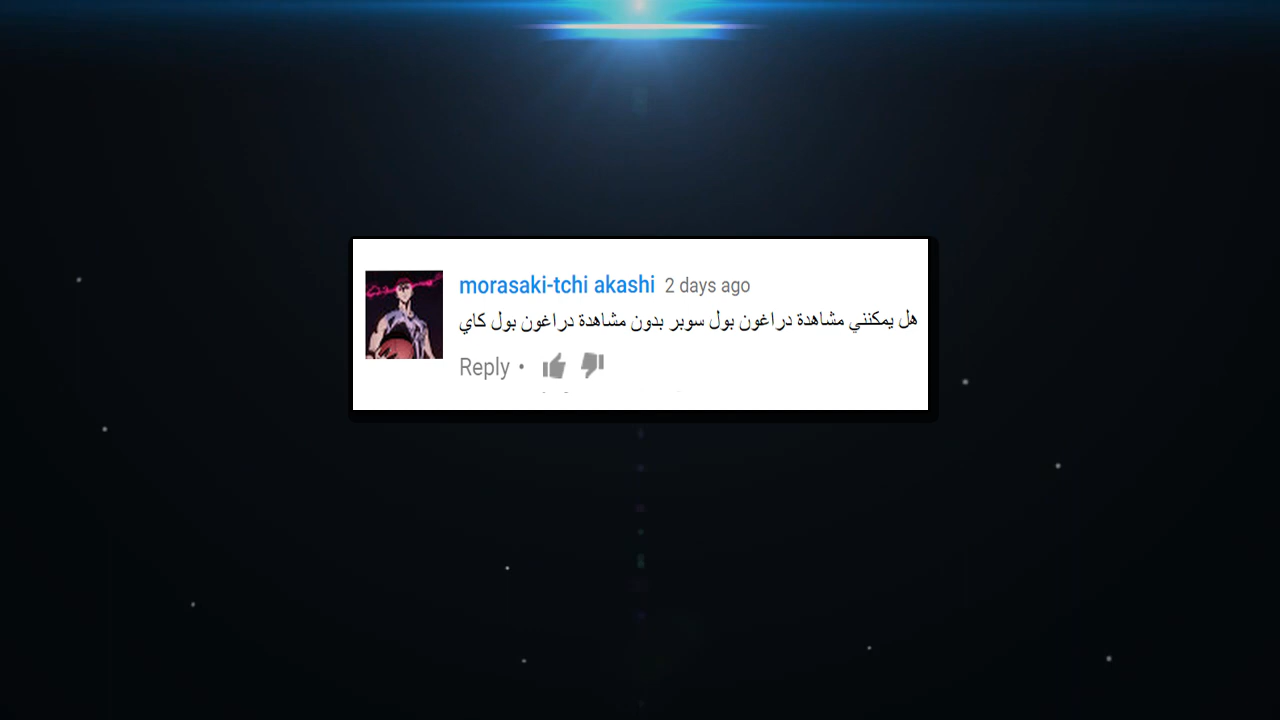 morasaki-tchi akashi 2 days ago
هل يمكنني مشاهدة دراغون بول سوبر بدون مشاهدة دراغون بول كاي
Reply •